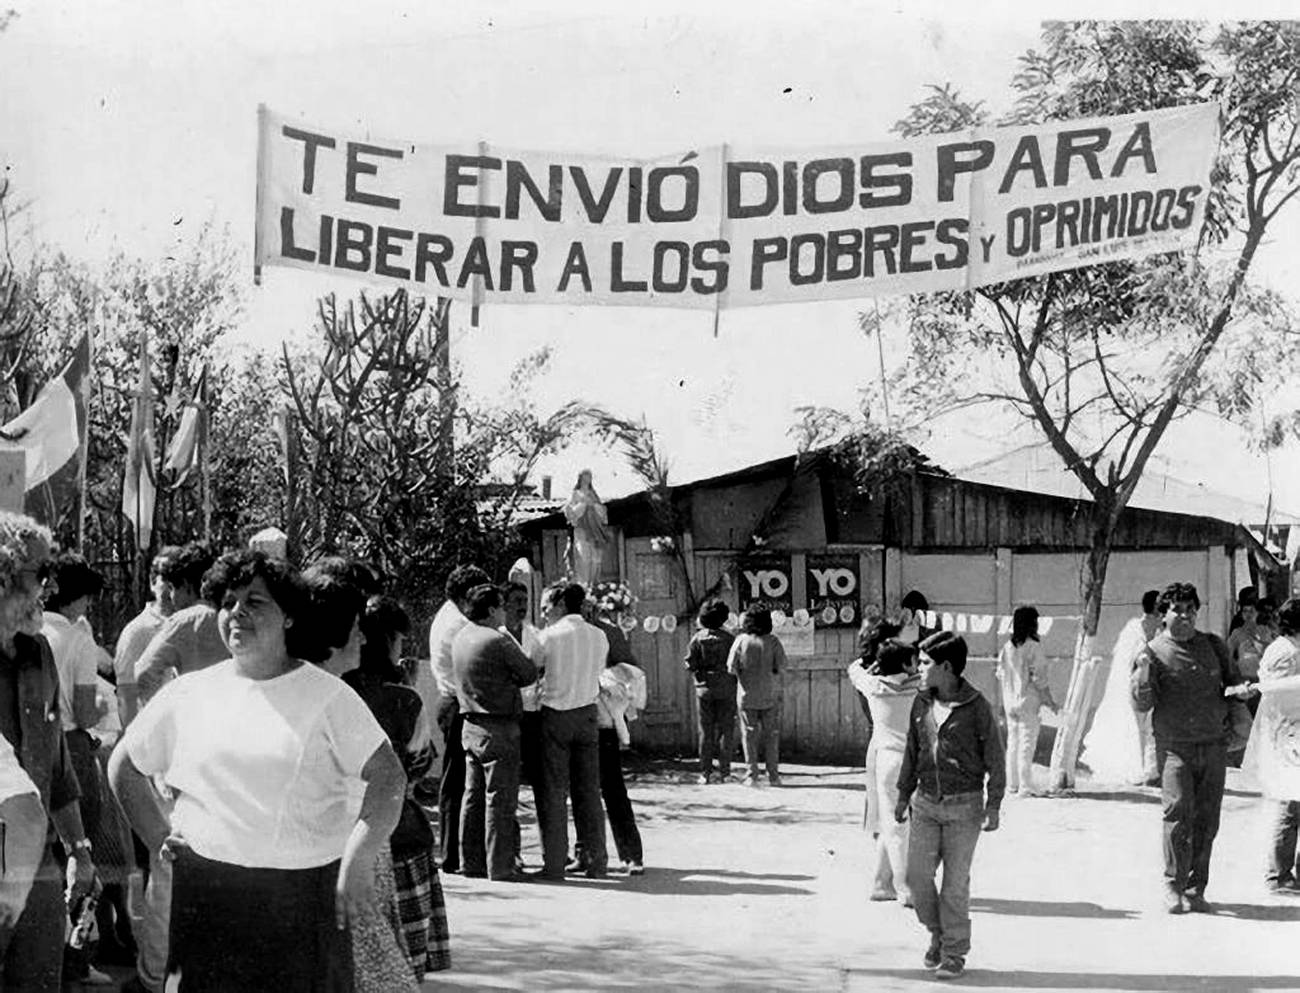 TE ENVIÓ DIOS PARA
LIBERAR A LOS POBRES Y OPRIMIDOS
YO
YO